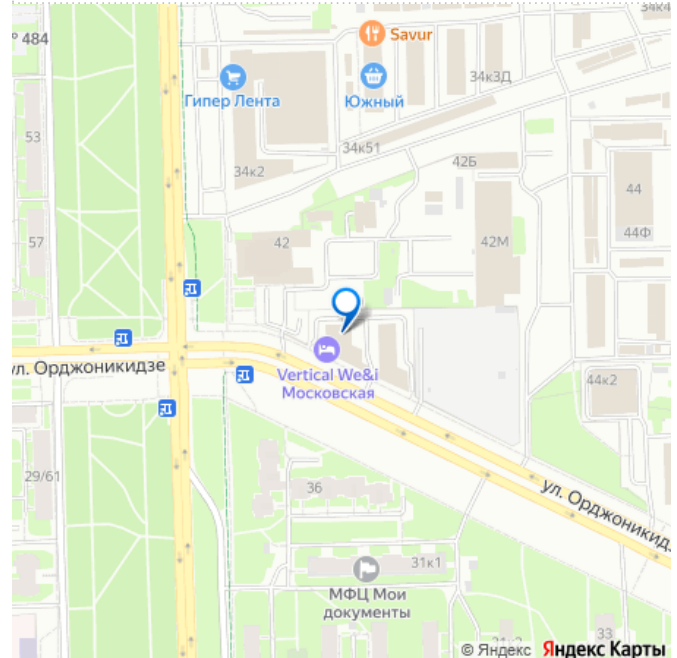 34к4
° 484
Savur
Гипер Лента
Южный
34к3Д
53
34к51
34к2
42Б
44
44Ф
57
42
42М
ул. Орджоникидзе
Vertical We&i
Московская
44к2
29/61
36
ул. Орджоникид
31к1
МФЦ Мои
документы
33
© Яндекс Яндекс Карты